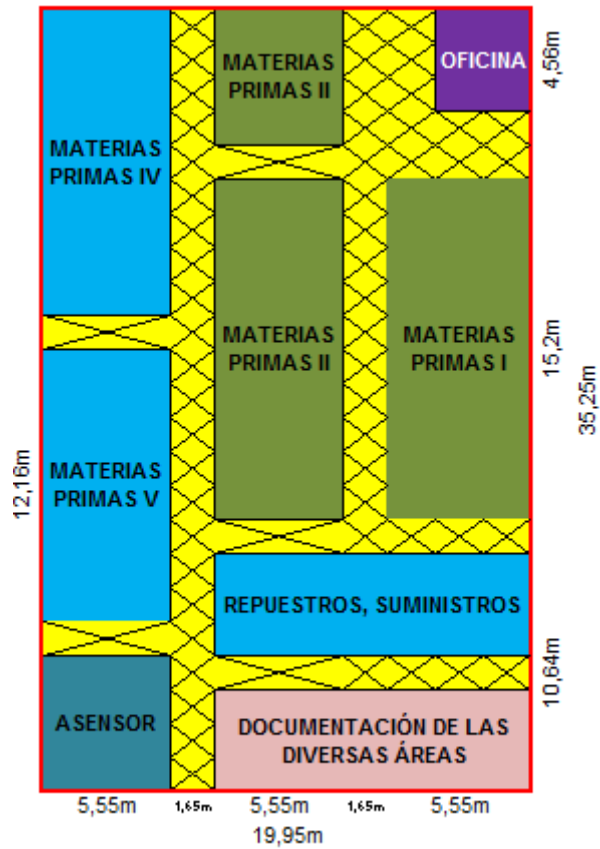 MATERIAS
PRIMAS II
OFICINA
4,56m
MATERIAS
PRIMAS IV
MATERIAS
PRIMAS II
MATERIAS
PRIMAS I
15,2m
35,25m
12,16m
MATERIAS
PRIMAS V
REPUESTROS, SUMINISTROS
10,64m
ASENSOR
DOCUMENTACIÓN DE LAS
DIVERSAS ÁREAS
5,55m
1,65m
5,55m
1,65m
5,55m
19,95m